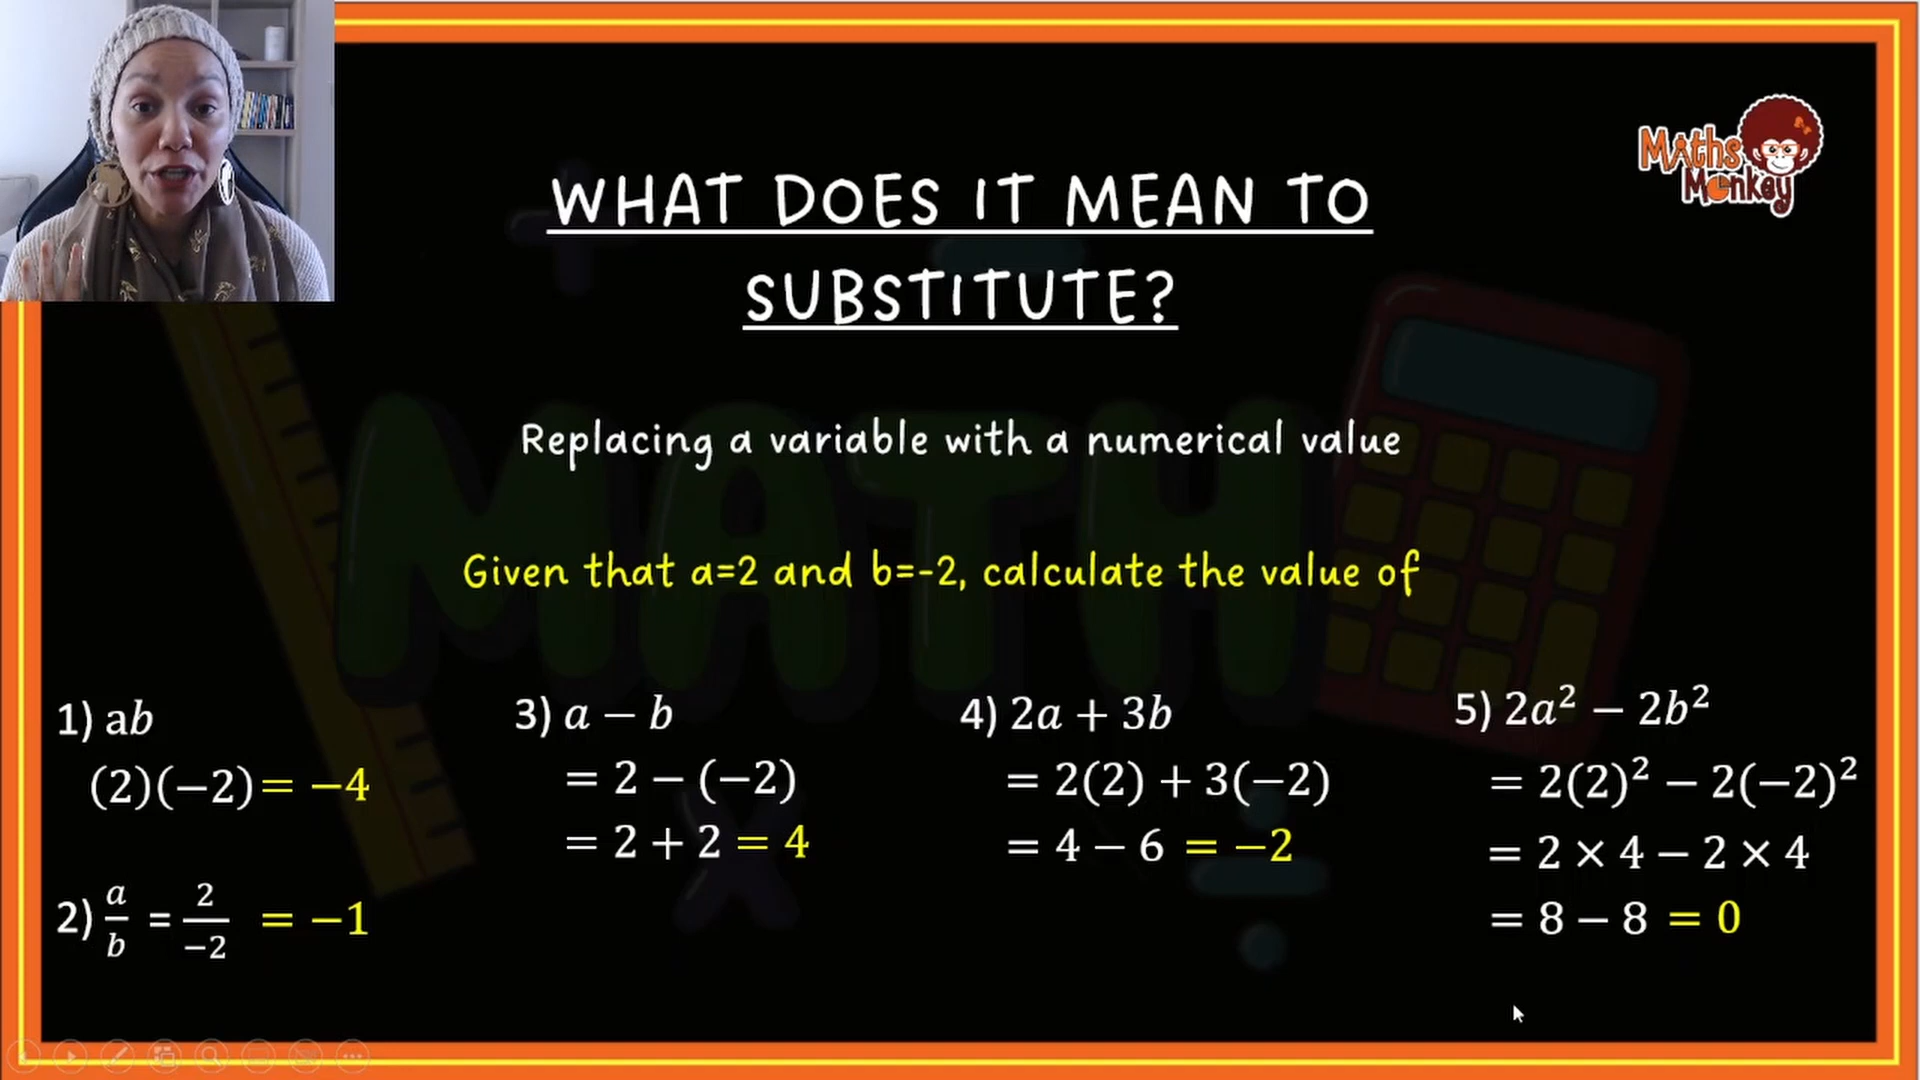 Maths
Monkey
WHAT DOES IT MEAN TO
SUBSTITUTE?
MATH
Replacing a variable with a numerical value
Given that a=2 and b=-2, calculate the value of
1) ab
(2)(−2) = −4
2) a/b = 2/−2 = −1
3) a − b
= 2 − (−2)
= 2 + 2 = 4
4) 2a + 3b
= 2(2) + 3(−2)
= 4 − 6 = −2
5) 2a² − 2b²
= 2(2)² − 2(−2)²
= 2 × 4 − 2 × 4
= 8 − 8 = 0